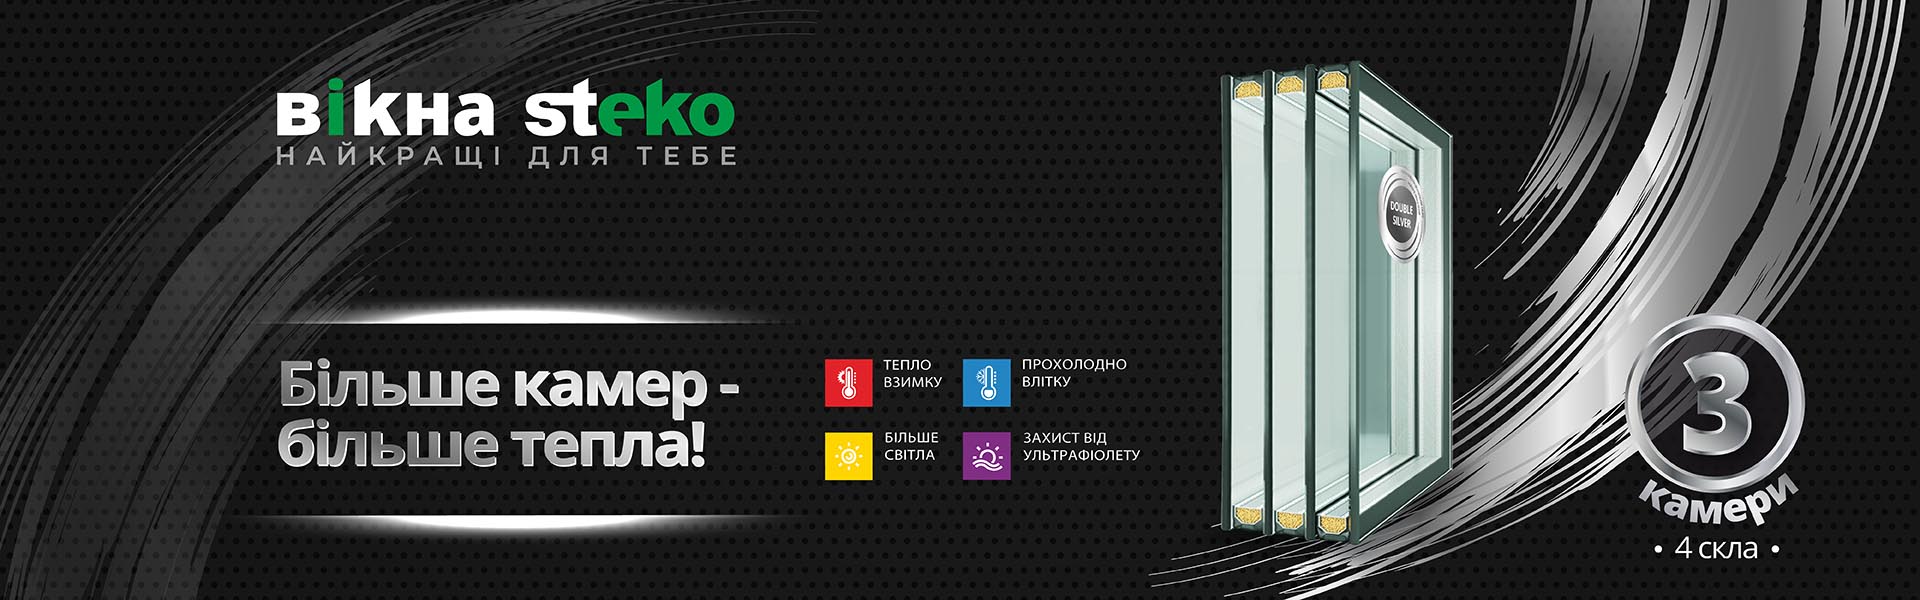 вікна steko
НАЙКРАЩІ ДЛЯ ТЕБЕ
Більше камер -
більше тепла!
ТЕПЛО
ВЗИМКУ
ПРОХОЛОДНО
ВЛІТКУ
БІЛЬШЕ
СВІТЛА
ЗАХИСТ ВІД
УЛЬТРАФІОЛЕТУ
DOUBLE
SILVER
3
камери
• 4 скла •